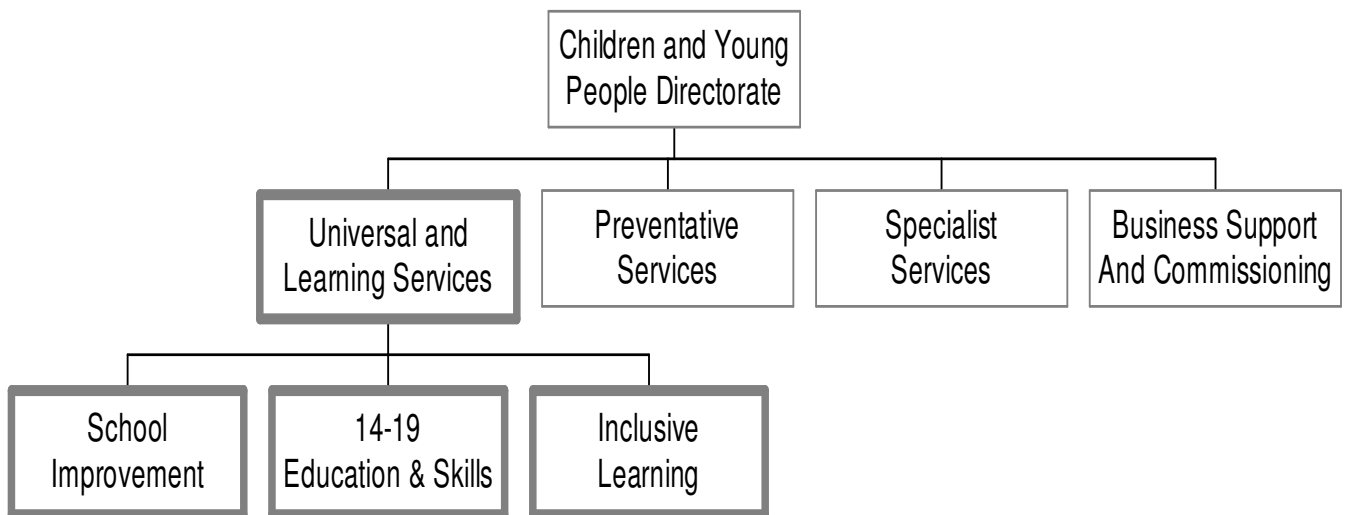 Children and Young
People Directorate
Universal and
Learning Services
Preventative
Services
Specialist
Services
Business Support
And Commissioning
School
Improvement
14-19
Education & Skills
Inclusive
Learning